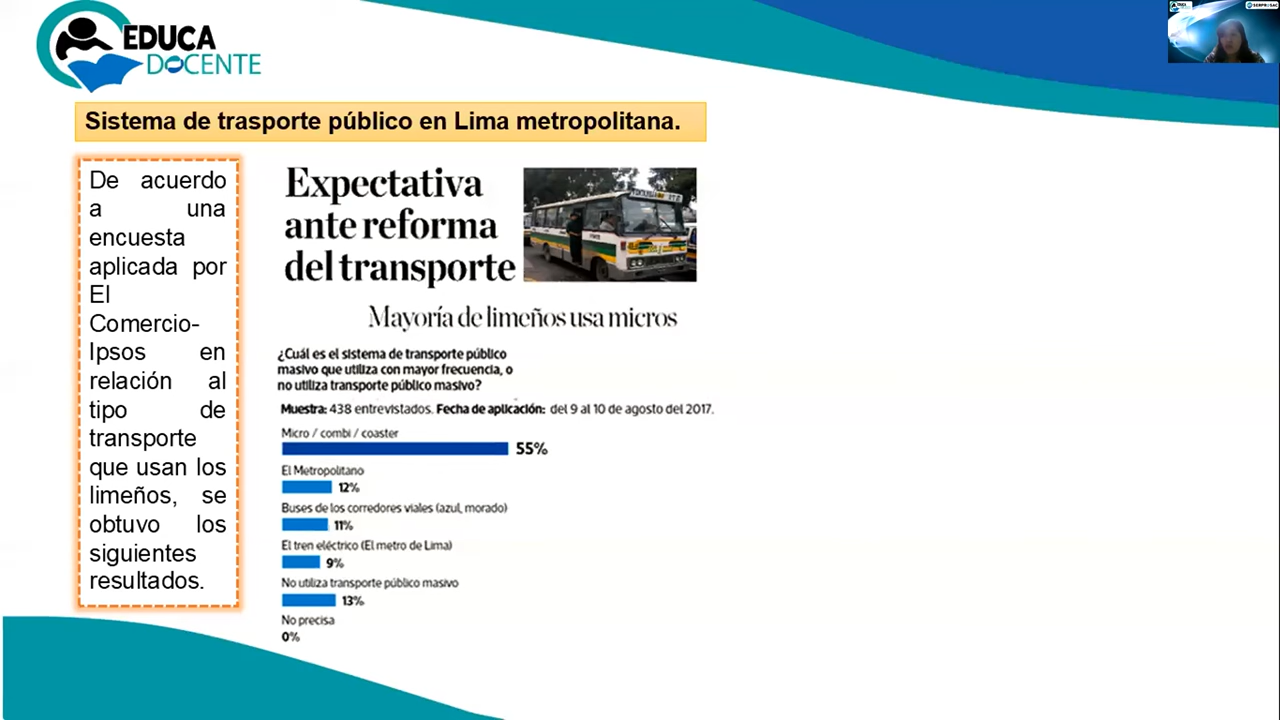 EDUCA
DOCENTE
Sistema de trasporte público en Lima metropolitana.
De acuerdo
a una
encuesta
aplicada por
El
Comercio-
Ipsos en
relación al
tipo de
transporte
que usan los
limeños, se
obtuvo los
siguientes
resultados.
Expectativa
ante reforma
del transporte
Mayoría de limeños usa micros
¿Cuál es el sistema de transporte público
masivo que utiliza con mayor frecuencia, o
no utiliza transporte público masivo?
Muestra: 438 entrevistados. Fecha de aplicación: del 9 al 10 de agosto del 2017.
Micro / combi / coaster
55%
El Metropolitano
12%
Buses de los corredores viales (azul, morado)
11%
El tren eléctrico (El metro de Lima)
9%
No utiliza transporte público masivo
13%
No precisa
0%